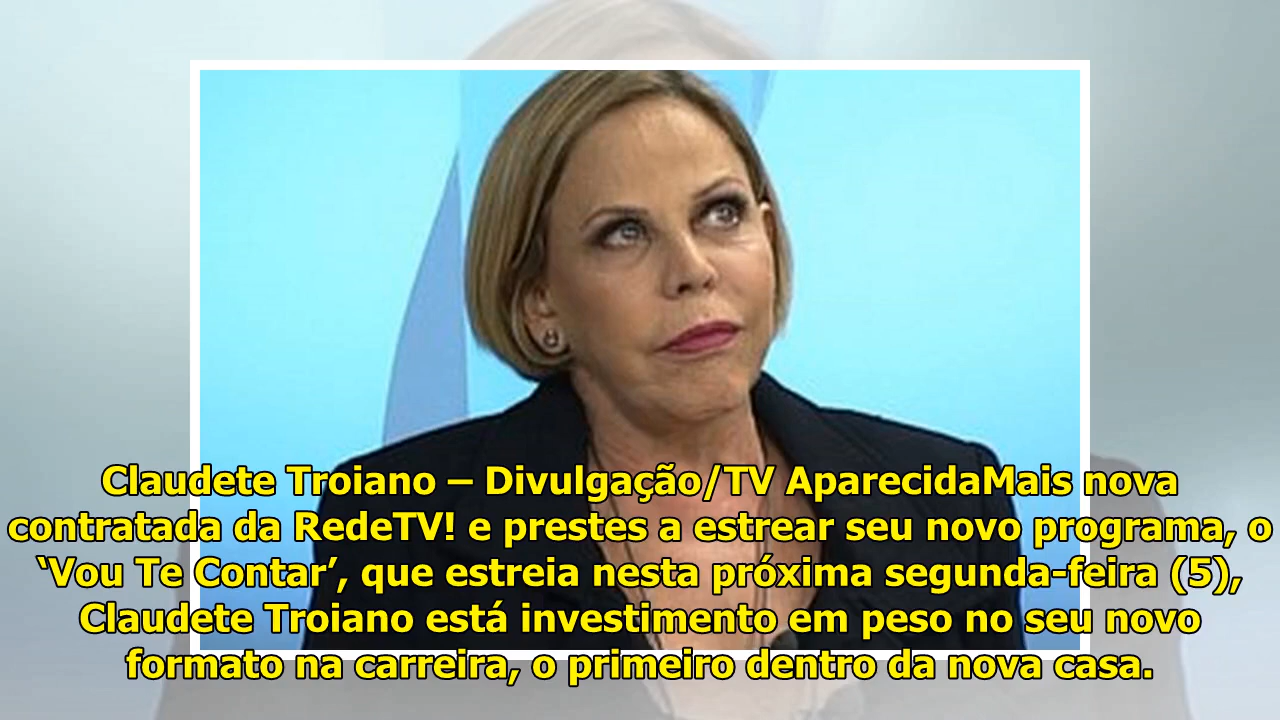 Claudete Troiano – Divulgação/TV AparecidaMais nova
contratada da RedeTV! e prestes a estrear seu novo programa, o
‘Vou Te Contar’, que estreia nesta próxima segunda-feira (5),
Claudete Troiano está investimento em peso no seu novo
formato na carreira, o primeiro dentro da nova casa.